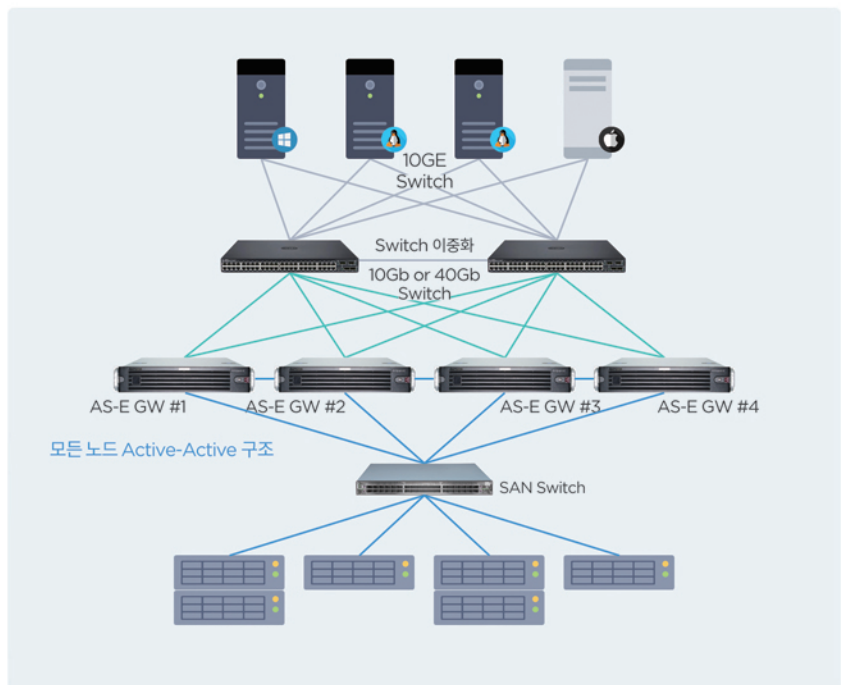 10GE
Switch
Switch 이중화
10Gb or 40Gb
Switch
AS-E GW #1
AS-E GW #2
AS-E GW #3
AS-E GW #4
모든 노드 Active-Active 구조
SAN Switch